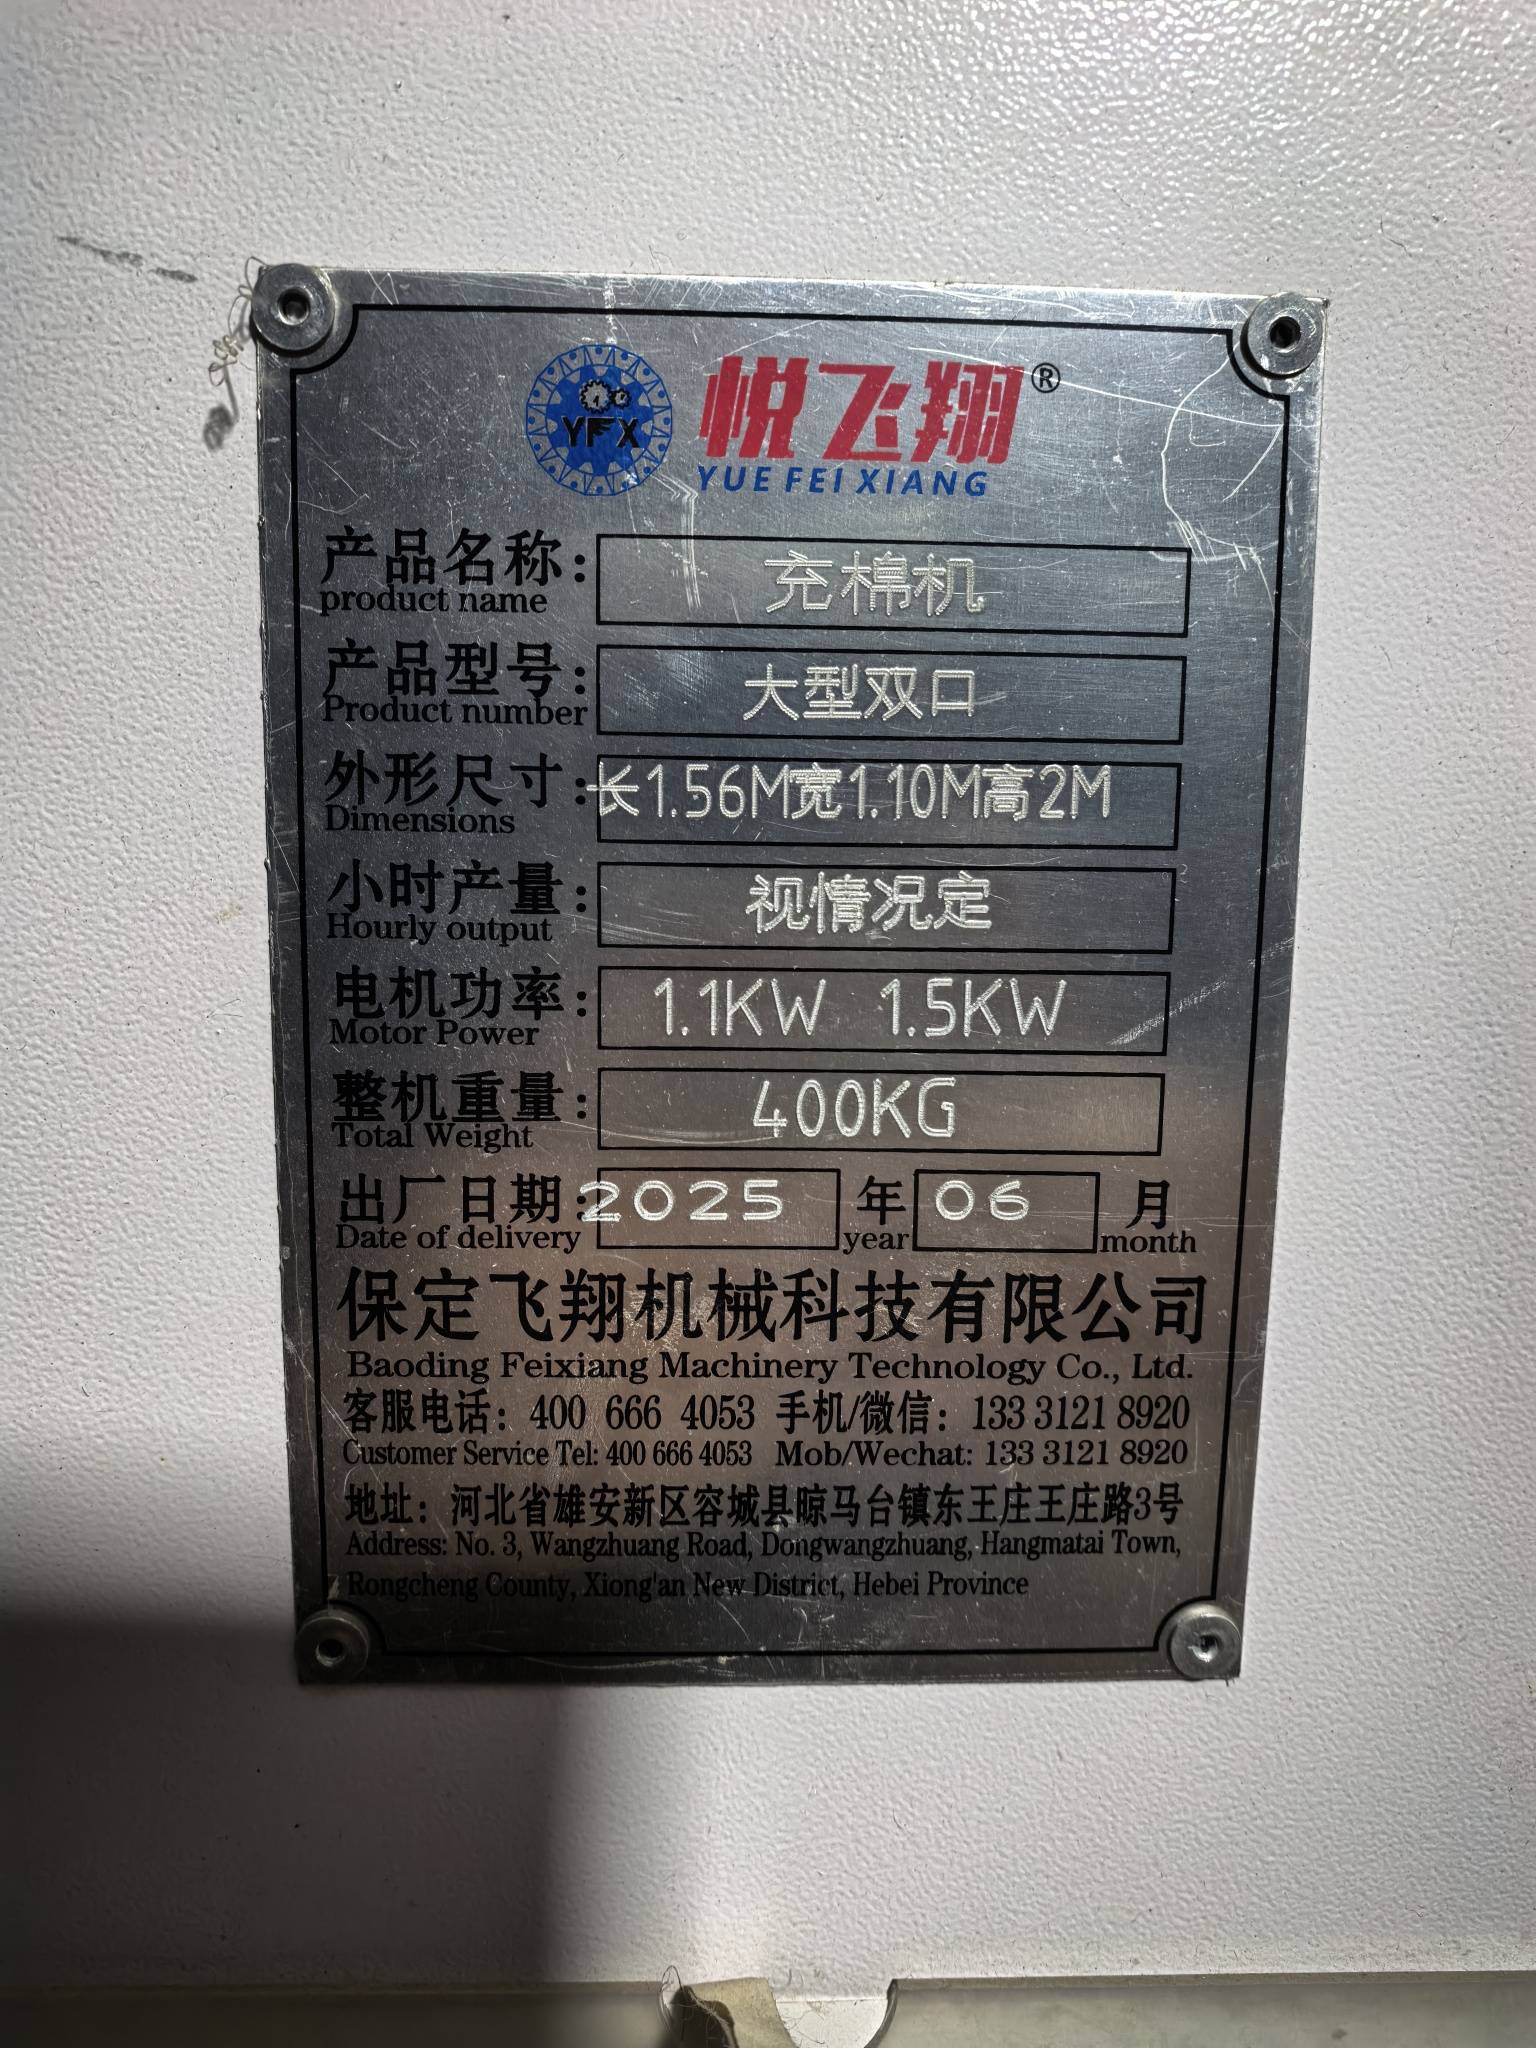 YFX
悦飞翔®
YUE FEI XIANG
产品名称: 充棉机
product name
产品型号: 大型双口
Product number
外形尺寸: 长1.56M宽1.10M高2M
Dimensions
小时产量: 视情况定
Hourly output
电机功率: 1.1KW 1.5KW
Motor Power
整机重量: 400KG
Total Weight
出厂日期: 2025 年 06 月
Date of delivery year month
保定飞翔机械科技有限公司
Baoding Feixiang Machinery Technology Co., Ltd.
客服电话: 400 666 4053 手机/微信: 133 3121 8920
Customer Service Tel: 400 666 4053 Mob/Wechat: 133 3121 8920
地址: 河北省雄安新区容城县晾马台镇东王庄王庄路3号
Address: No. 3, Wangzhuang Road, Dongwangzhuang, Hangmatai Town,
Rongcheng County, Xiong'an New District, Hebei Province